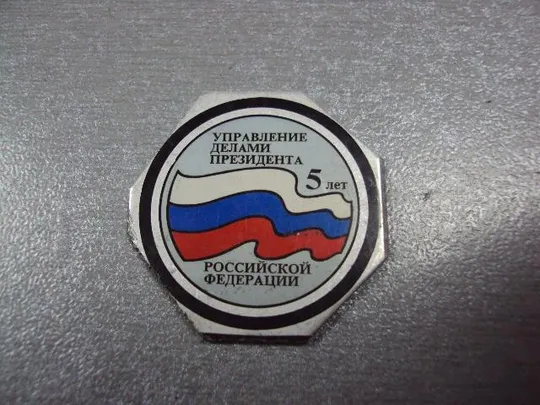 УПРАВЛЕНИЕ
ДЕЛАМИ
ПРЕЗИДЕНТА
5 лет
РОССИЙСКОЙ
ФЕДЕРАЦИИ